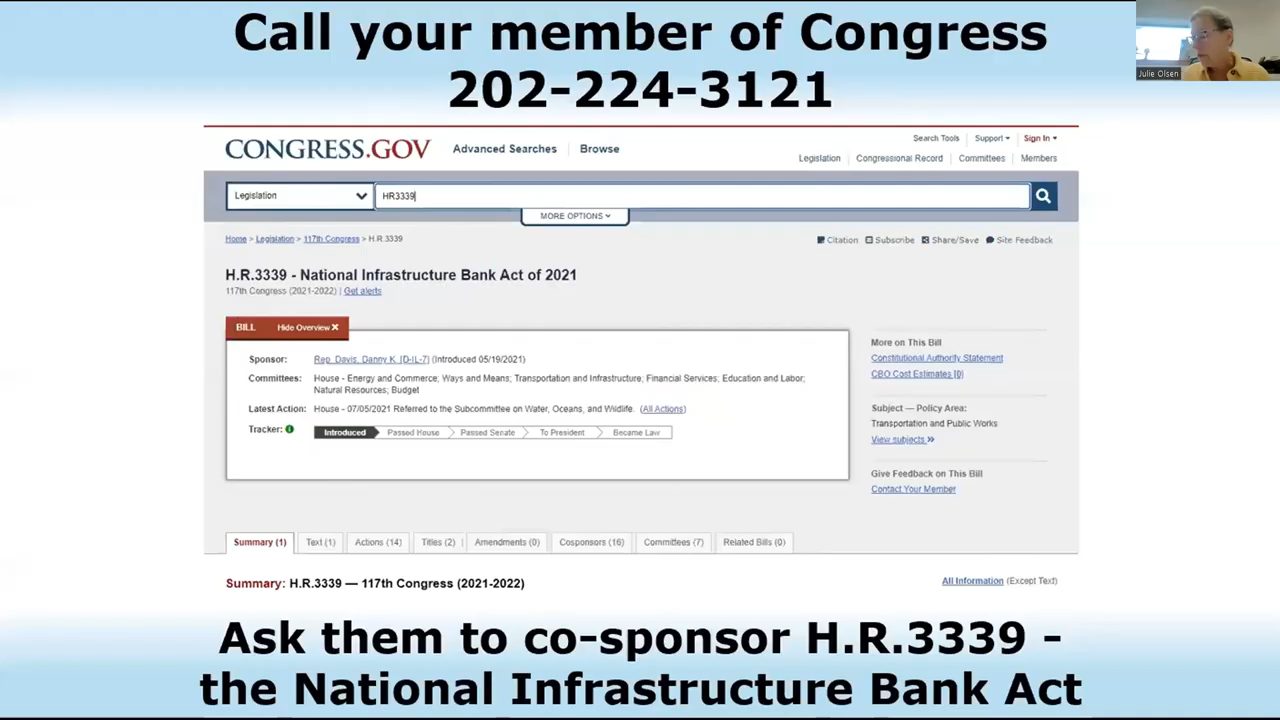 Call your member of Congress
202-224-3121
Julie Olsen
CONGRESS.GOV
Advanced Searches
Browse
Search Tools
Support
Sign In
Legislation
Congressional Record
Committees
Members
Legislation
HR3339
MORE OPTIONS
Home > Legislation > 117th Congress > H.R.3339
Citation
Subscribe
Share/Save
Site Feedback
H.R.3339 - National Infrastructure Bank Act of 2021
117th Congress (2021-2022) | Get alerts
BILL
Hide Overview X
Sponsor: Rep. Davis, Danny K. [D-IL-7] (Introduced 05/19/2021)
Committees: House - Energy and Commerce; Ways and Means; Transportation and Infrastructure; Financial Services; Education and Labor;
Natural Resources; Budget
Latest Action: House - 07/05/2021 Referred to the Subcommittee on Water, Oceans, and Wildlife. (All Actions)
Tracker:
Introduced
Passed House
Passed Senate
To President
Became Law
More on This Bill
Constitutional Authority Statement
CBO Cost Estimates [0]
Subject — Policy Area:
Transportation and Public Works
View subjects »
Give Feedback on This Bill
Contact Your Member
Summary (1)
Text (1)
Actions (14)
Titles (2)
Amendments (0)
Cosponsors (16)
Committees (7)
Related Bills (0)
Summary: H.R.3339 — 117th Congress (2021-2022)
All Information (Except Text)
Ask them to co-sponsor H.R.3339 -
the National Infrastructure Bank Act